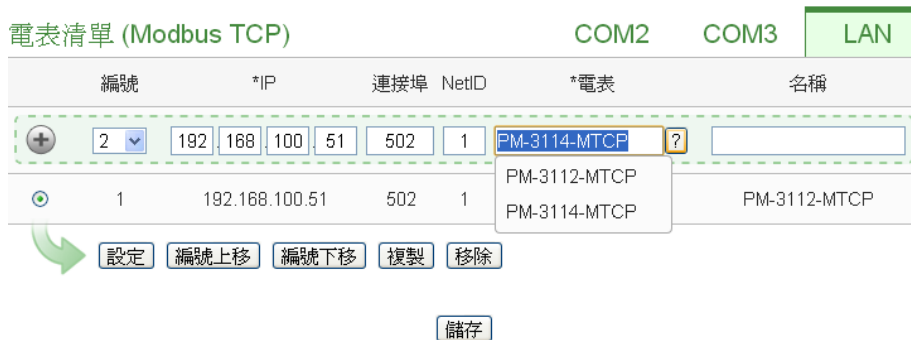 電表清單 (Modbus TCP) COM2 COM3 LAN
編號 *IP 連接埠 NetID *電表 名稱
2 192 . 168 . 100 . 51 502 1 PM-3114-MTCP ?
PM-3112-MTCP
PM-3114-MTCP
1 192.168.100.51 502 1 PM-3112-MTCP
設定 編號上移 編號下移 複製 移除
儲存